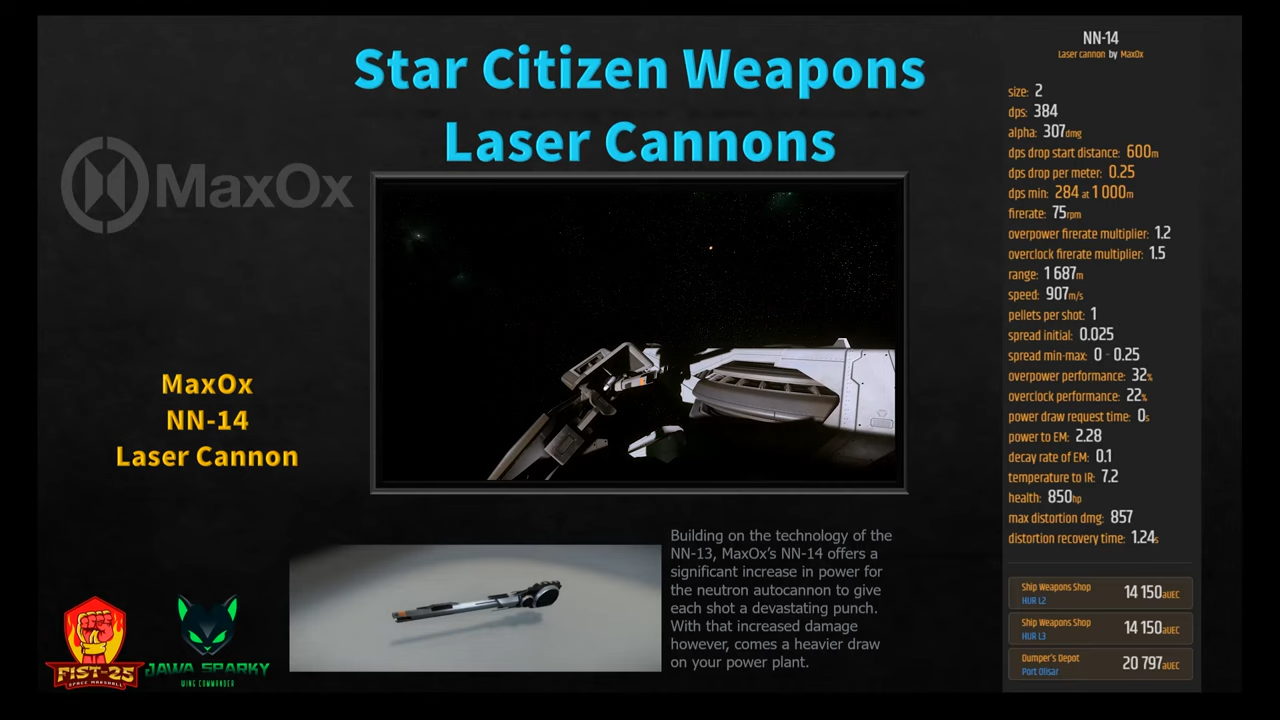 Star Citizen Weapons
Laser Cannons
MaxOx
MaxOx
NN-14
Laser Cannon
Building on the technology of the
NN-13, MaxOx's NN-14 offers a
significant increase in power for
the neutron autocannon to give
each shot a devastating punch.
With that increased damage
however, comes a heavier draw
on your power plant.
FIST-25
SPACE MARSHALL
JAWA SPARKY
WING COMMANDER
NN-14
Laser cannon by MaxOx
size: 2
dps: 384
alpha: 307dmg
dps drop start distance: 600m
dps drop per meter: 0.25
dps min: 284 at 1 000m
firerate: 75rpm
overpower firerate multiplier: 1.2
overclock firerate multiplier: 1.5
range: 1 687m
speed: 907m/s
pellets per shot: 1
spread initial: 0.025
spread min-max: 0 - 0.25
overpower performance: 32%
overclock performance: 22%
power draw request time: 0s
power to EM: 2.28
decay rate of EM: 0.1
temperature to IR: 7.2
health: 850hp
max distortion dmg: 857
distortion recovery time: 1.24s
Ship Weapons Shop 14 150aUEC
HUR L2
Ship Weapons Shop 14 150aUEC
HUR L3
Dumper's Depot 20 797aUEC
Port Olisar